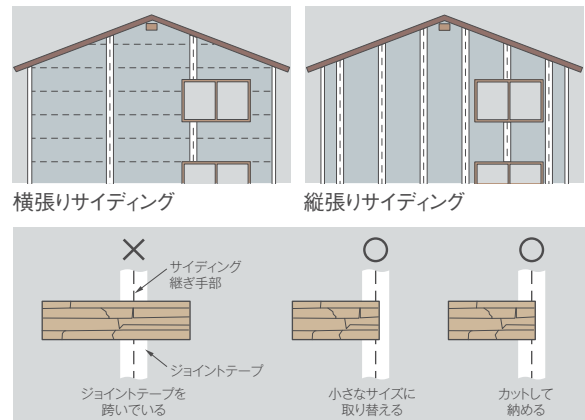 横張りサイディング
縦張りサイディング
×
○
○
サイディング
継ぎ手部
ジョイントテープ
ジョイントテープを
跨いでいる
小さなサイズに
取り替える
カットして
納める